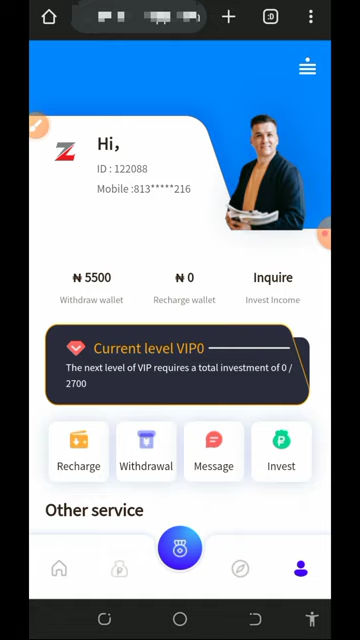 :D
Hi,
ID : 122088
Mobile :813*****216
₦ 5500
₦ 0
Inquire
Withdraw wallet
Recharge wallet
Invest Income
Current level VIP0
The next level of VIP requires a total investment of 0 /
2700
Recharge
Withdrawal
Message
Invest
Other service